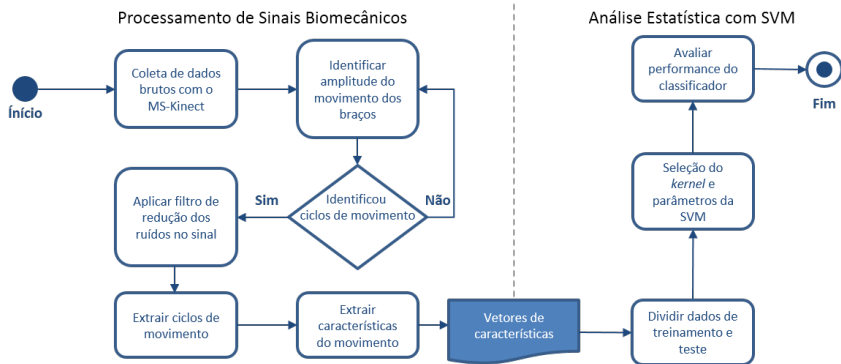 Processamento de Sinais Biomecânicos
Análise Estatística com SVM
Ínício
Coleta de dados
brutos com o
MS-Kinect
Identificar
amplitude do
movimento dos
braços
Identificou
ciclos de movimento
Sim
Não
Aplicar filtro de
redução dos
ruídos no sinal
Extrair ciclos de
movimento
Extrair
características
do movimento
Vetores de
características
Dividir dados de
treinamento e
teste
Seleção do
kernel e
parâmetros da
SVM
Avaliar
performance do
classificador
Fim